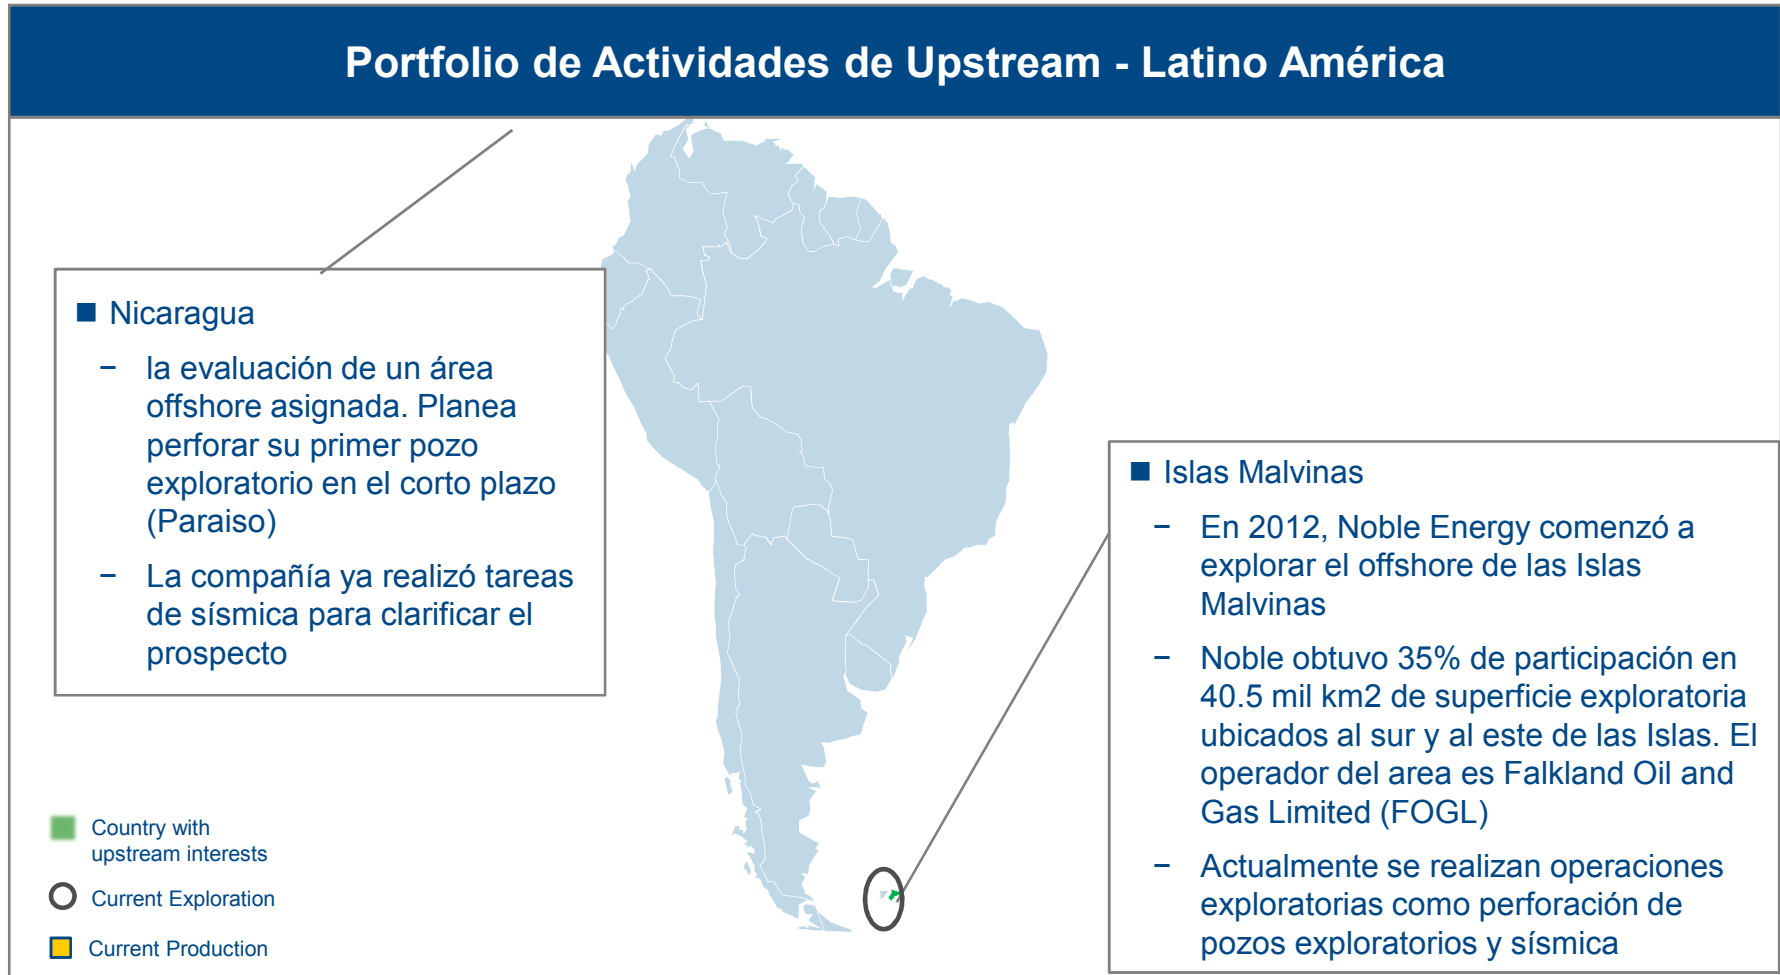 Portfolio de Actividades de Upstream - Latino América
■ Nicaragua
− la evaluación de un área
offshore asignada. Planea
perforar su primer pozo
exploratorio en el corto plazo
(Paraiso)
− La compañía ya realizó tareas
de sísmica para clarificar el
prospecto
■ Islas Malvinas
− En 2012, Noble Energy comenzó a
explorar el offshore de las Islas
Malvinas
− Noble obtuvo 35% de participación en
40.5 mil km2 de superficie exploratoria
ubicados al sur y al este de las Islas. El
operador del area es Falkland Oil and
Gas Limited (FOGL)
− Actualmente se realizan operaciones
exploratorias como perforación de
pozos exploratorios y sísmica
Country with
upstream interests
Current Exploration
Current Production